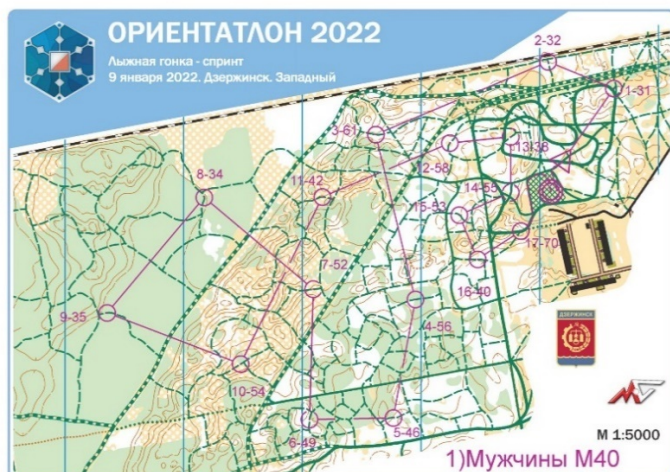 ОРИЕНТАТЛОН 2022
Лыжная гонка - спринт
9 января 2022. Дзержинск. Западный
2-32
1-31
3-61
13-38
12-58
8-34
11-42
14-55
15-53
17-70
7-52
16-40
9-35
4-56
10-54
ДЗЕРЖИНСК
6-49
5-46
М 1:5000
1)Мужчины М40